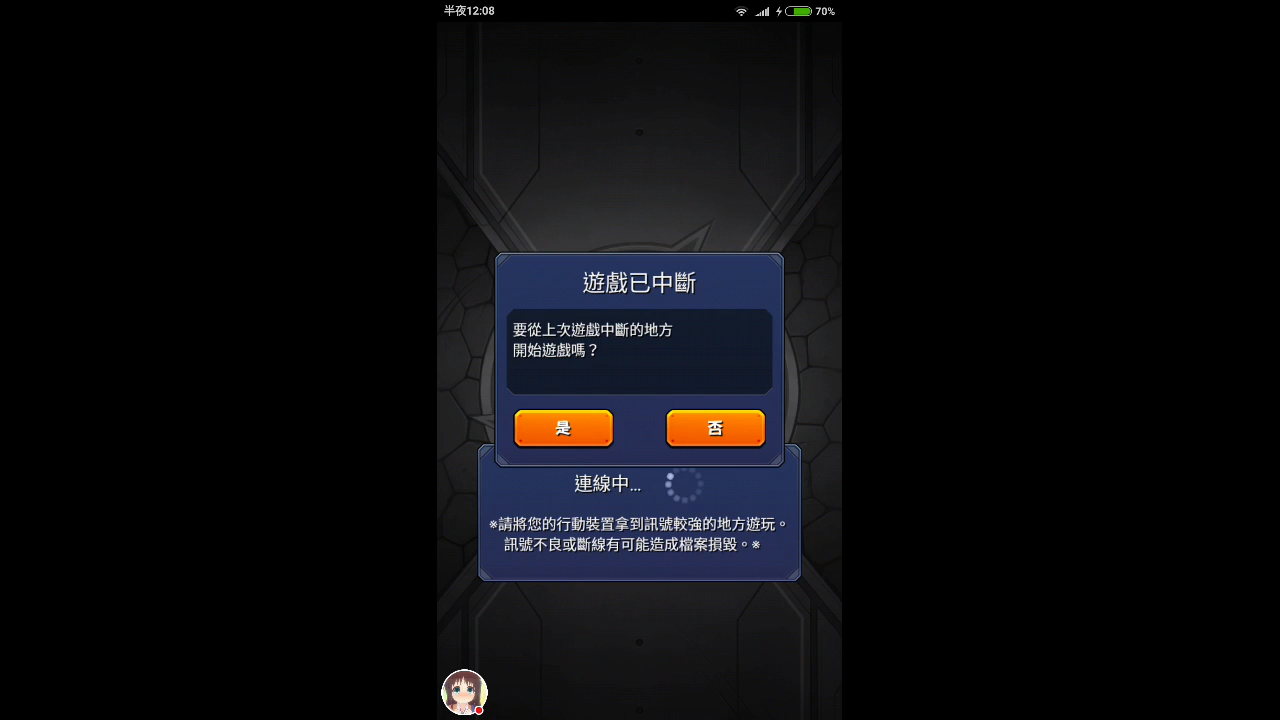 半夜12:08
70%
遊戲已中斷
要從上次遊戲中斷的地方
開始遊戲嗎？
是
否
連線中...
※請將您的行動裝置拿到訊號較強的地方遊玩。
訊號不良或斷線有可能造成檔案損毀。※